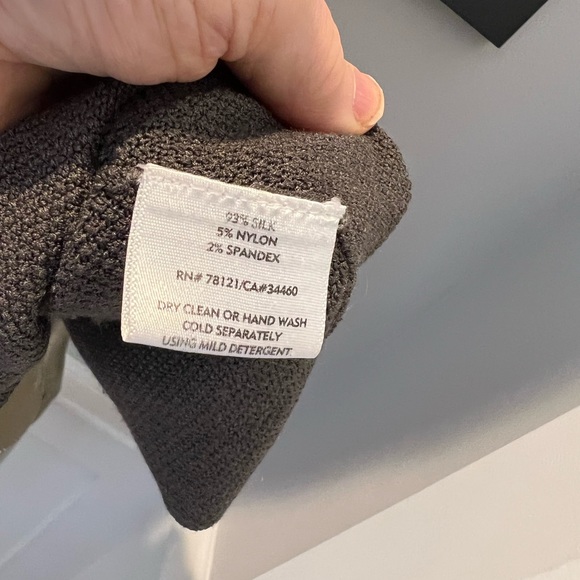 93% SILK
5% NYLON
2% SPANDEX
RN# 78121/CA#34460
DRY CLEAN OR HAND WASH
COLD SEPARATELY
USING MILD DETERGENT